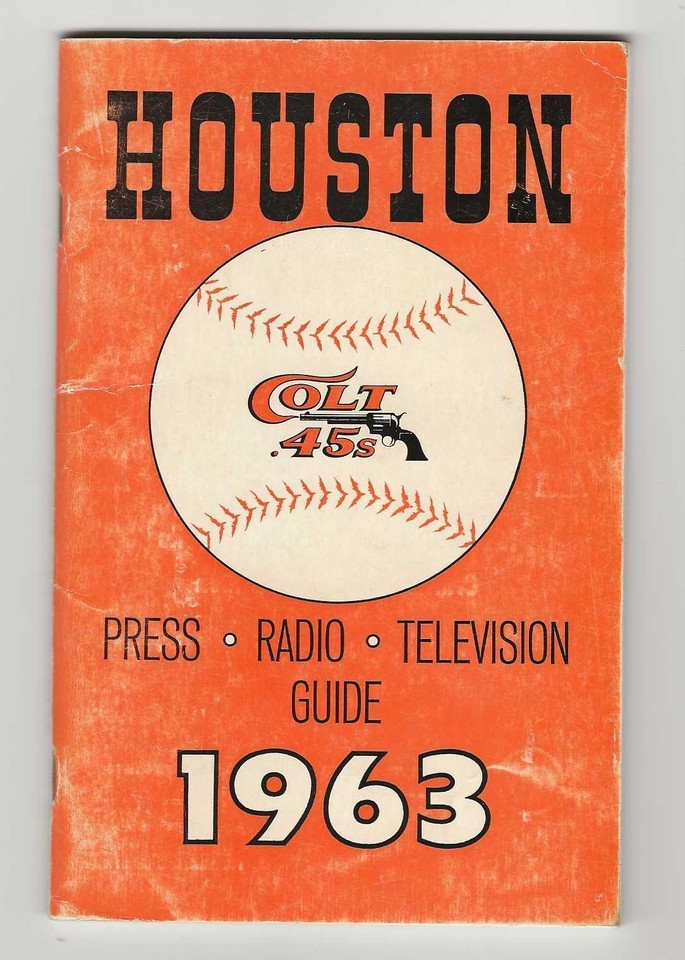 HOUSTON
COLT
.45s
PRESS • RADIO • TELEVISION
GUIDE
1963